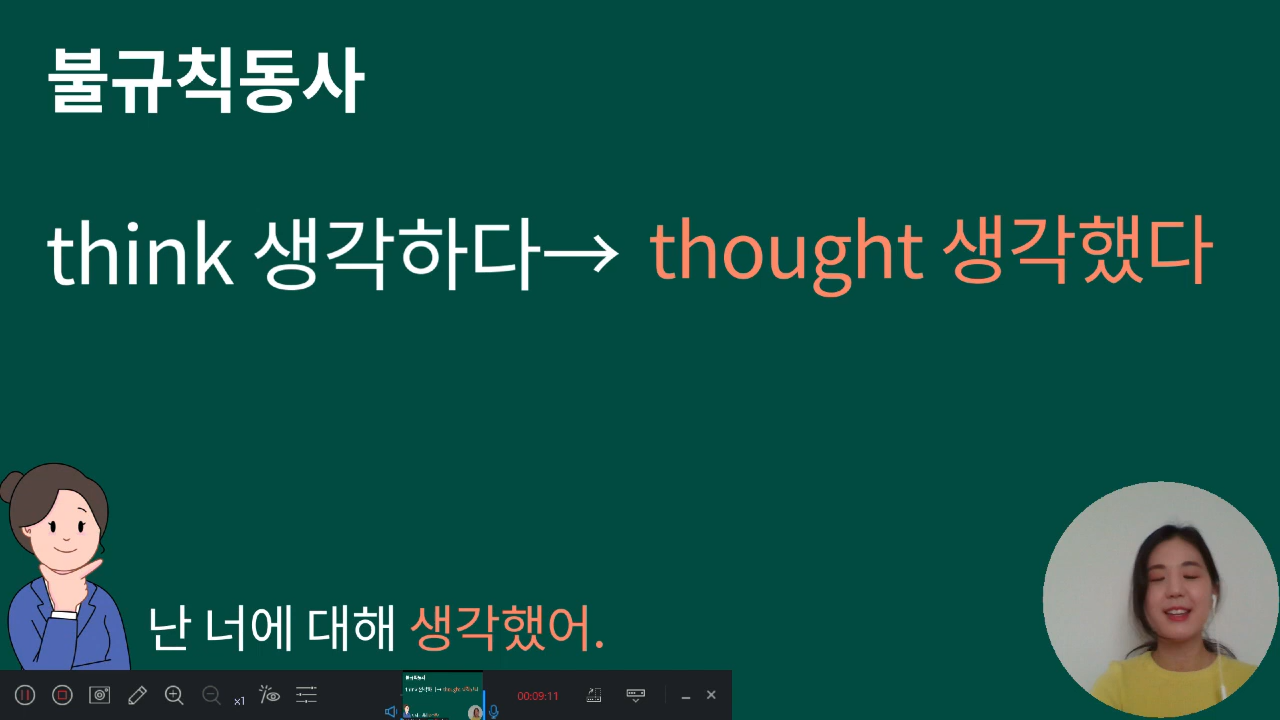 불규칙동사
think 생각하다→ thought 생각했다
난 너에 대해 생각했어.
x1
00:09:11